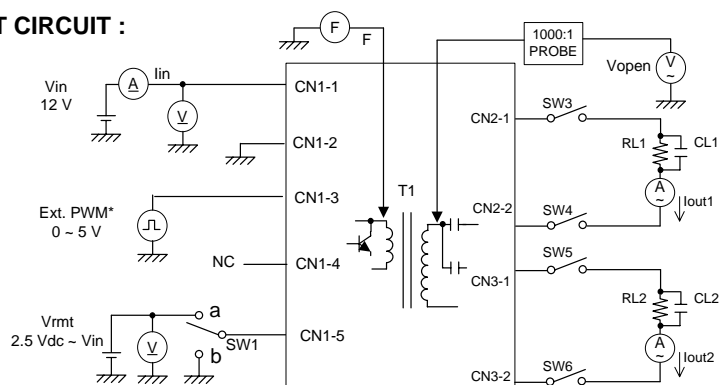 T CIRCUIT :
F
F
1000:1
PROBE
Vopen
V
~
Vin
12 V
A
Iin
V
CN1-1
CN1-2
CN1-3
CN1-4
CN1-5
Ext. PWM*
0 ~ 5 V
NC
Vrmt
2.5 Vdc ~ Vin
V
a
b
SW1
T1
CN2-1
CN2-2
CN3-1
CN3-2
SW3
SW4
SW5
SW6
RL1
CL1
A
~
Iout1
RL2
CL2
A
~
Iout2